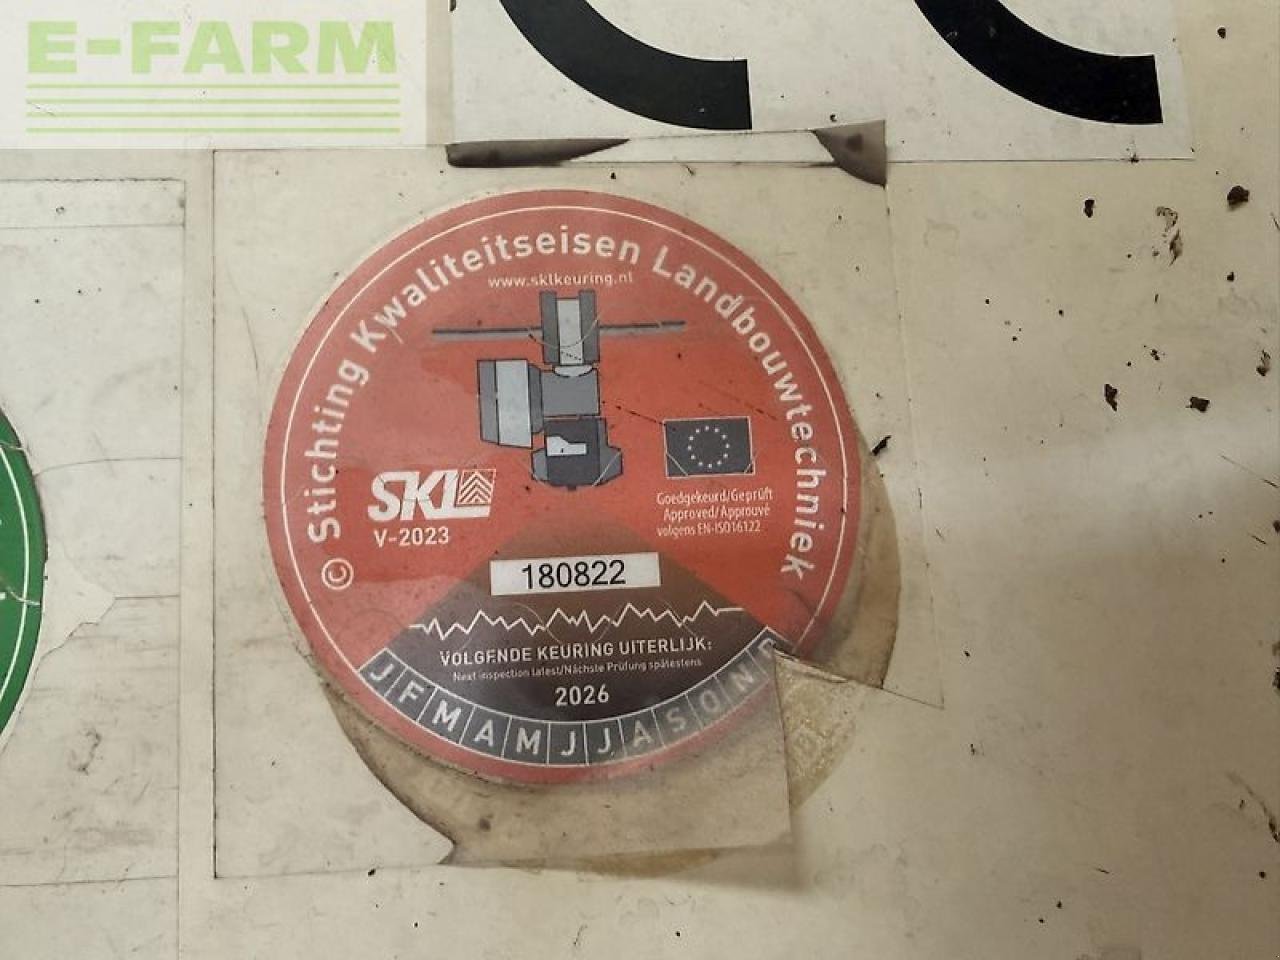 E-FARM
© Stichting Kwaliteitseisen Landbouwtechniek
www.sklkeuring.nl
SKL
V-2023
Goedgekeurd/Geprüft
Approved/Approuvé
volgens EN-ISO16122
180822
VOLGENDE KEURING UITERLIJK:
Next inspection latest/Nächste Prüfung spätestens
2026
J F M A M J J A S O N